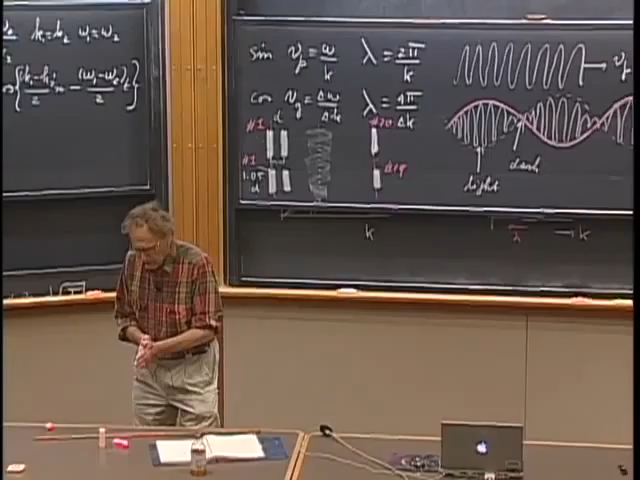 k₁≈k₂ ω₁≈ω₂
{(k₁-k₂)/2 x - (ω₁-ω₂)/2 t}
sin v_p = ω/k λ = 2π/k
v_p
cos v_g = Δω/Δk λ = 4π/Δk
#1 d #20
#1 #19
1.05 d
light dark
k λ k